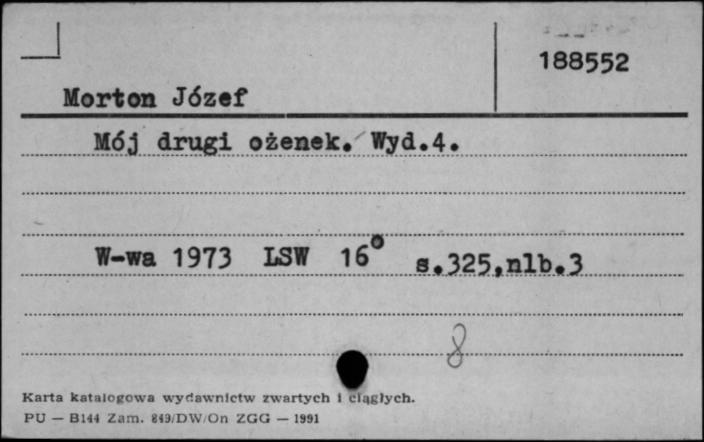 188552
Morton Józef
Mój drugi ożenek. Wyd.4.
W-wa 1973 LSW 16° s.325,nlb.3
8
Karta katalogowa wydawnictw zwartych i ciągłych.
PU — B144 Zam. 849/DW/On ZGG — 1991